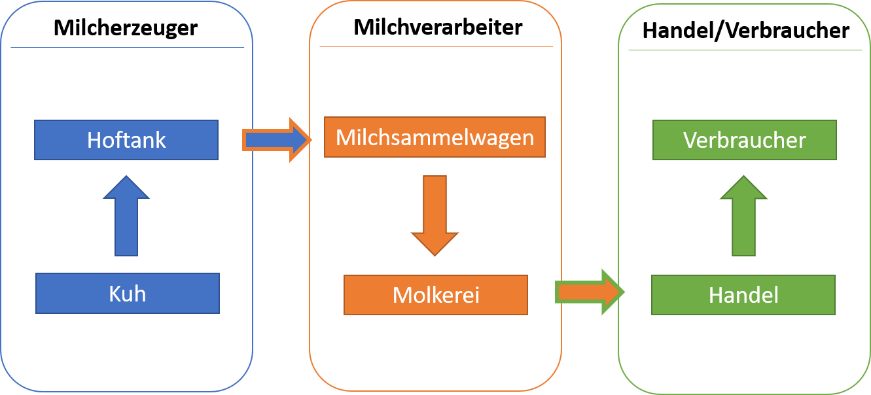 Milcherzeuger
Hoftank
Kuh
Milchverarbeiter
Milchsammelwagen
Molkerei
Handel/Verbraucher
Verbraucher
Handel